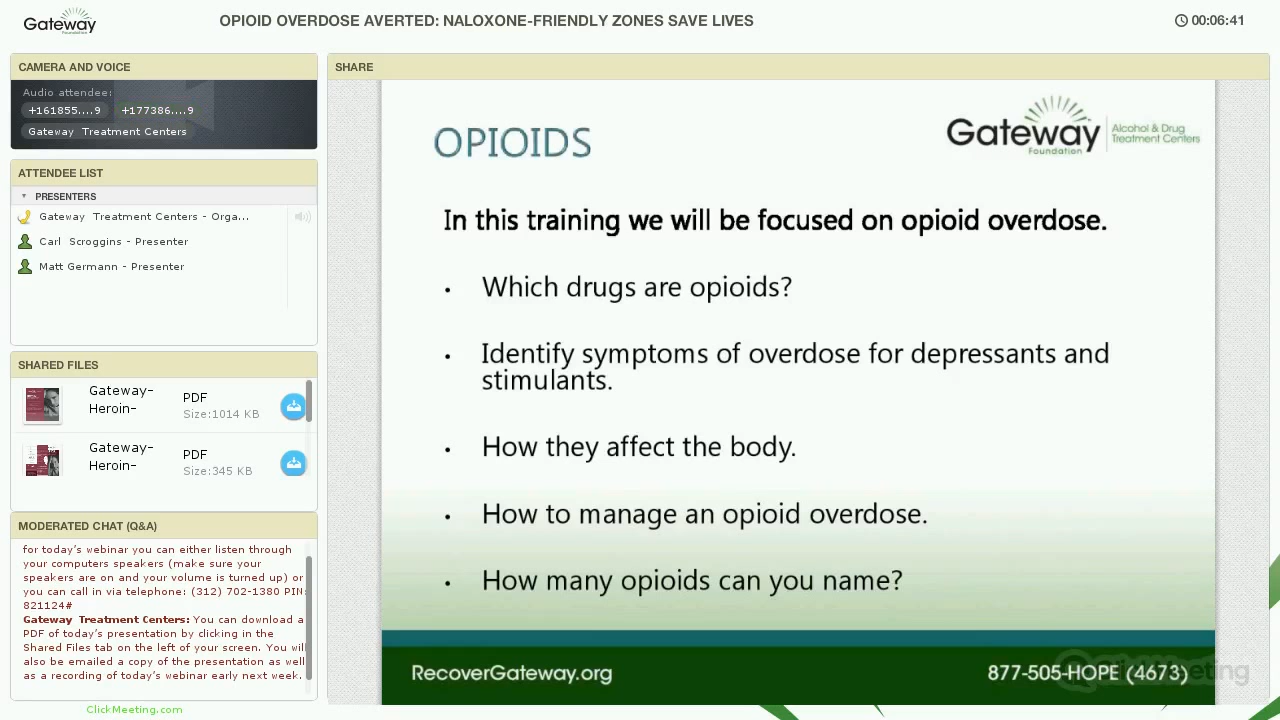 Gateway
Foundation
OPIOID OVERDOSE AVERTED: NALOXONE-FRIENDLY ZONES SAVE LIVES
00:06:41
CAMERA AND VOICE
Audio attendee:
+161855....9 +177386....9
Gateway Treatment Centers
ATTENDEE LIST
PRESENTERS
Gateway Treatment Centers - Orga...
Carl Scroggins - Presenter
Matt Germann - Presenter
SHARED FILES
Gateway-
Heroin-
PDF
Size:1014 KB
Gateway-
Heroin-
PDF
Size:345 KB
MODERATED CHAT (Q&A)
for today's webinar you can either listen through
your computers speakers (make sure your
speakers are on and your volume is turned up) or
you can call in via telephone: (312) 702-1380 PIN:
821124#
Gateway Treatment Centers: You can download a
PDF of today's presentation by clicking in the
Shared Files tab on the left of your screen. You will
also be emailed a copy of the presentation as well
as a recording of today's webinar early next week.
ClickMeeting.com
SHARE
OPIOIDS
Gateway
Foundation
Alcohol & Drug
Treatment Centers
In this training we will be focused on opioid overdose.
• Which drugs are opioids?
• Identify symptoms of overdose for depressants and
stimulants.
• How they affect the body.
• How to manage an opioid overdose.
• How many opioids can you name?
RecoverGateway.org
877-505-HOPE (4673)